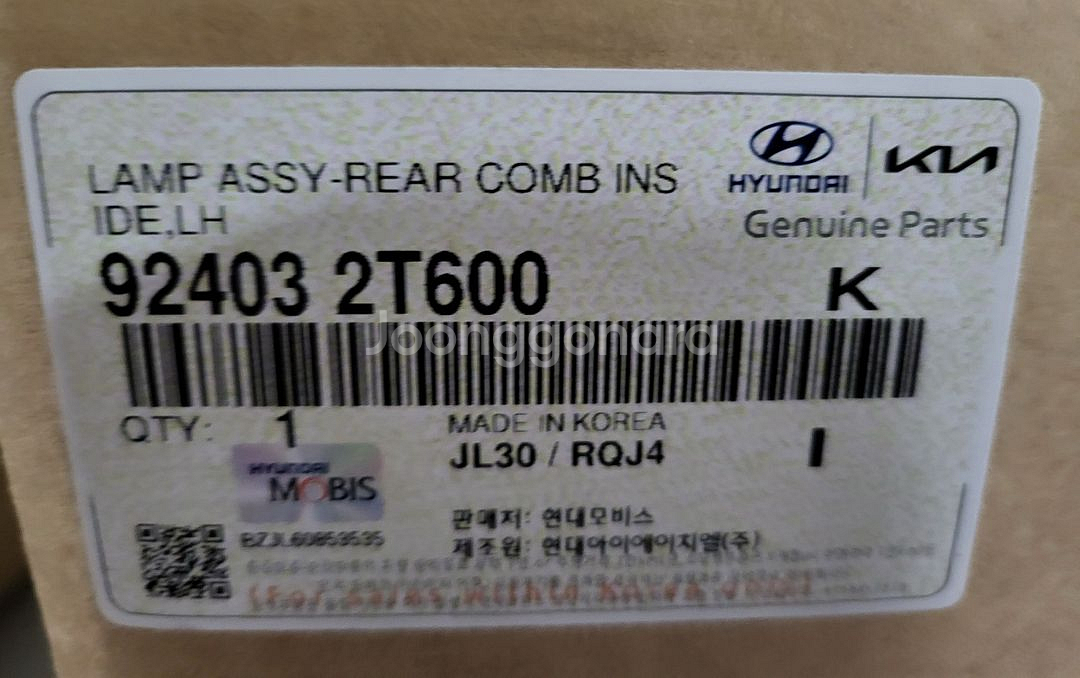 LAMP ASSY-REAR COMB INS
IDE,LH
HYUNDAI
KIA
Genuine Parts
92403 2T600
K
Joonggonara
QTY: 1
MADE IN KOREA
JL30 / RQJ4
I
HYUNDAI
MOBIS
BZJL60853535
판매저: 현대모비스
제조원: 현대아이에이치엘(주)